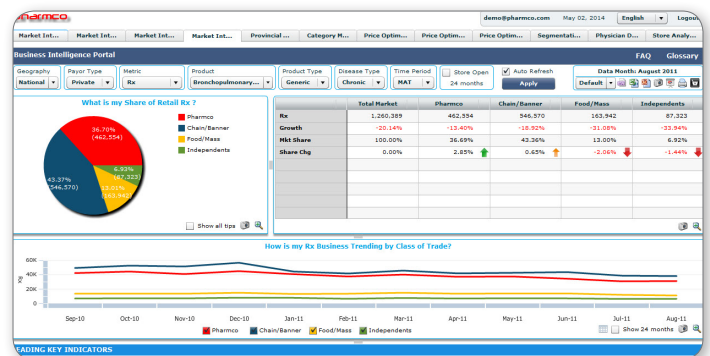 pharmco
demo@pharmco.com May 02, 2014 English Logou
Market Int... Market Int... Market Int... Market Int... Provincial ... Category M... Price Optim... Price Optim... Price Optim... Segmentati... Physician D... Store Analy...
Business Intelligence Portal FAQ Glossary
Geography Payor Type Metric Product Product Type Disease Type Time Period Store Open Auto Refresh Data Month: August 2011
National Private Rx Bronchopulmonary... Generic Chronic MAT 24 months Apply Default
What is my Share of Retail Rx ?
36.70%
(462,554)
43.37%
(546,570)
13.01%
(163,942)
6.93%
(87,323)
Pharmco
Chain/Banner
Food/Mass
Independents
Show all tips
Total Market Pharmco Chain/Banner Food/Mass Independents
Rx 1,260,389 462,554 546,570 163,942 87,323
Growth -20.14% -13.40% -18.92% -31.08% -33.94%
Mkt Share 100.00% 36.69% 43.36% 13.00% 6.92%
Share Chg 0.00% 2.85% 0.65% -2.06% -1.44%
How is my Rx Business Trending by Class of Trade?
60K
40K
20K
0
Rx
Sep-10 Oct-10 Nov-10 Dec-10 Jan-11 Feb-11 Mar-11 Apr-11 May-11 Jun-11 Jul-11 Aug-11
Pharmco Chain/Banner Food/Mass Independents Show 24 months
EADING KEY INDICATORS